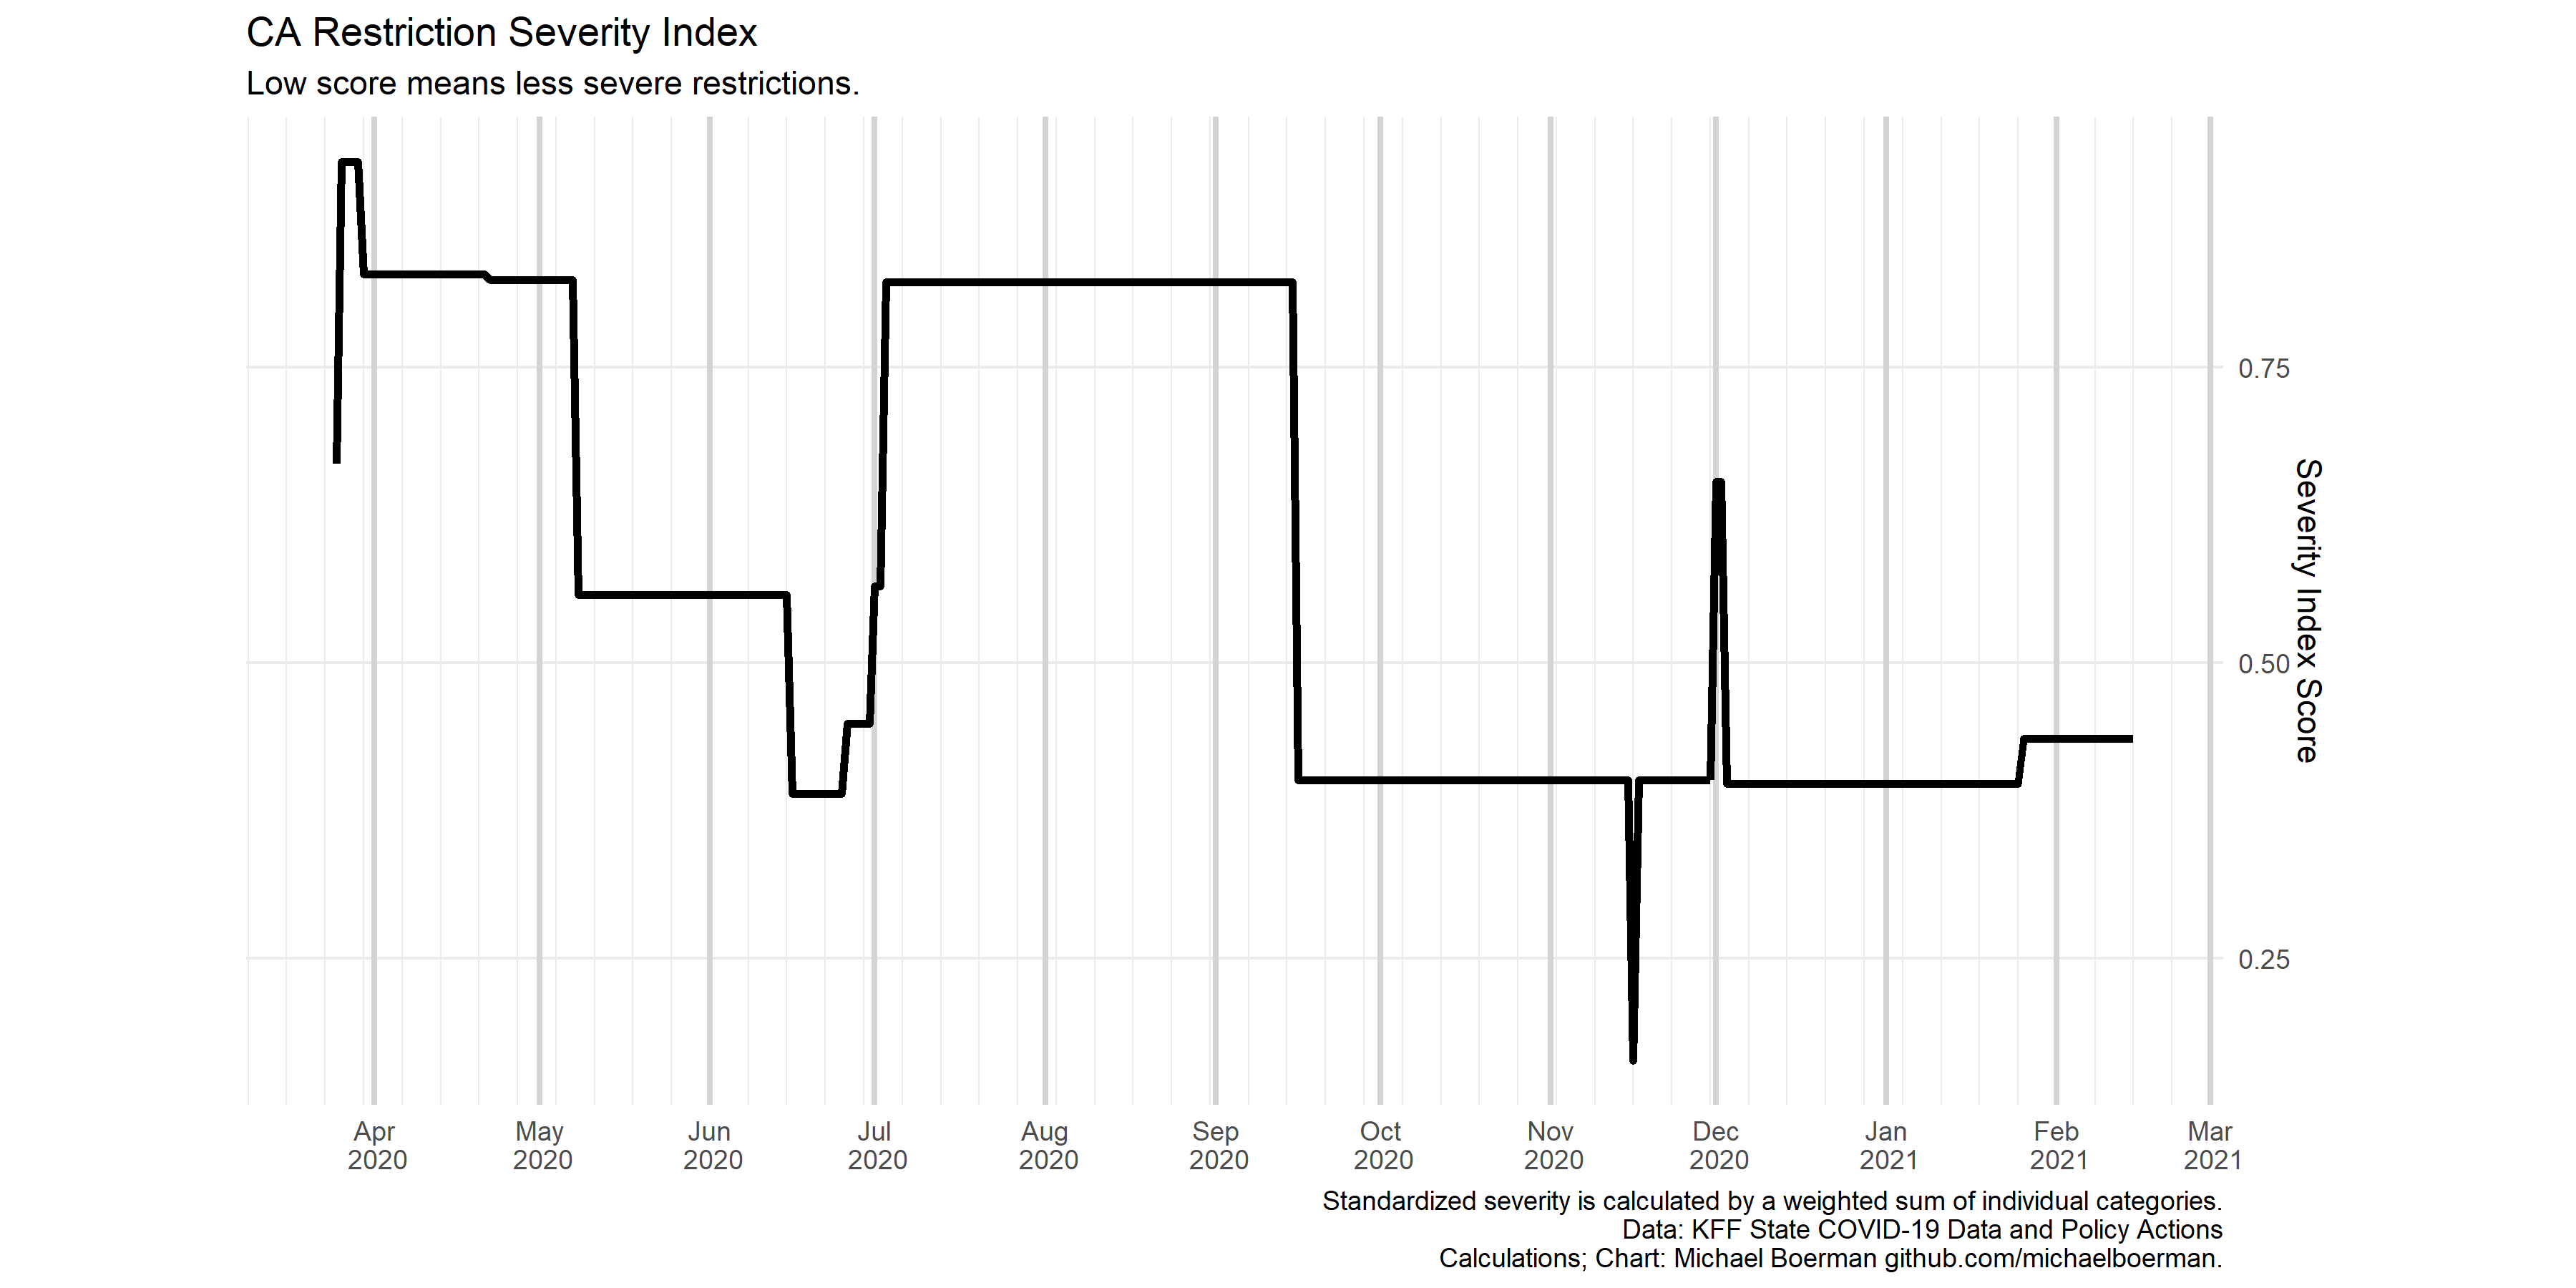 CA Restriction Severity Index
Low score means less severe restrictions.
0.75
0.50
0.25
Severity Index Score
Apr 2020
May 2020
Jun 2020
Jul 2020
Aug 2020
Sep 2020
Oct 2020
Nov 2020
Dec 2020
Jan 2021
Feb 2021
Mar 2021
Standardized severity is calculated by a weighted sum of individual categories.
Data: KFF State COVID-19 Data and Policy Actions
Calculations; Chart: Michael Boerman github.com/michaelboerman.